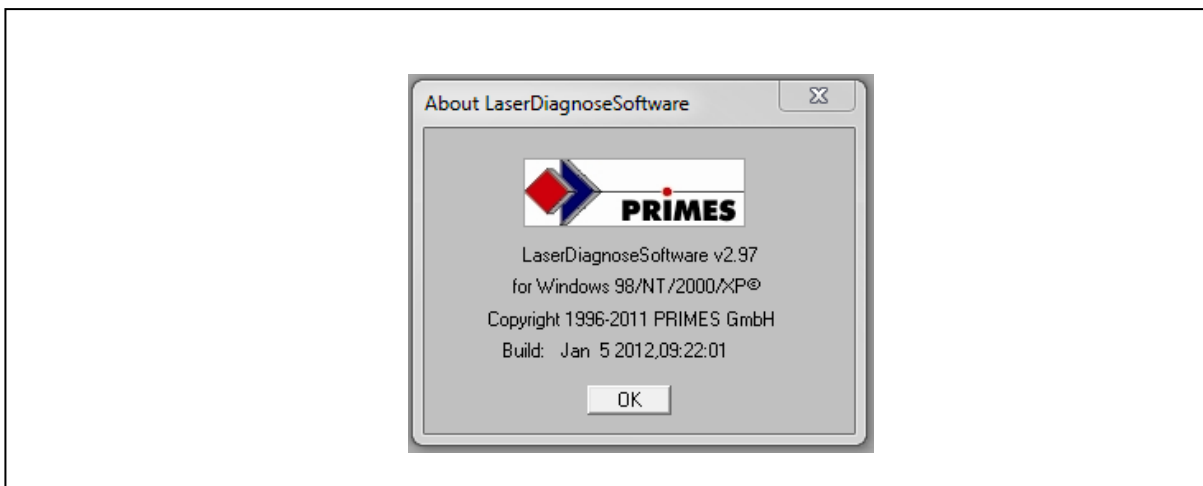 About LaserDiagnoseSoftware
PRiMES
LaserDiagnoseSoftware v2.97
for Windows 98/NT/2000/XP©
Copyright 1996-2011 PRIMES GmbH
Build: Jan 5 2012,09:22:01
OK